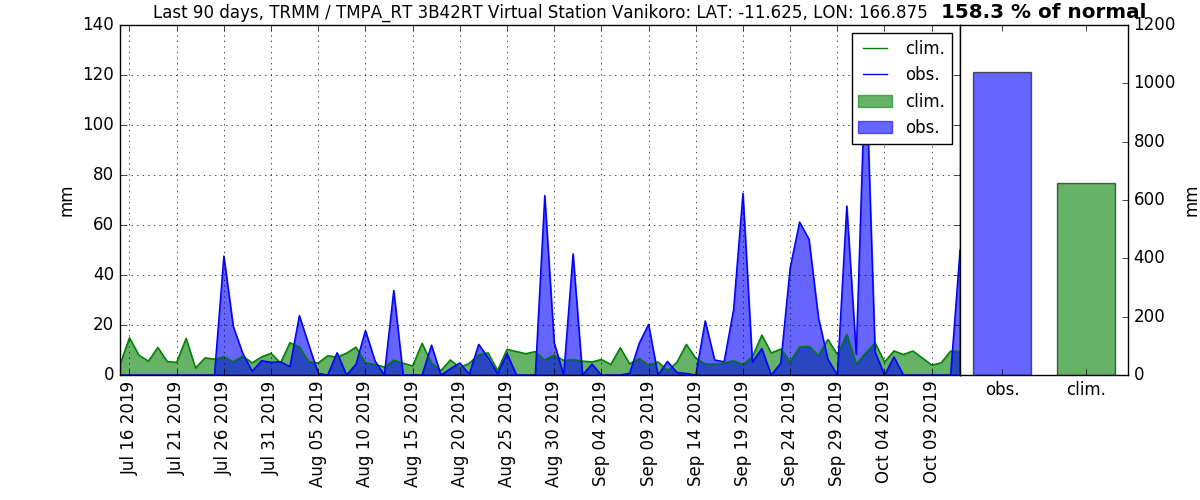 Last 90 days, TRMM / TMPA_RT 3B42RT Virtual Station Vanikoro: LAT: -11.625, LON: 166.875 158.3 % of normal
140
120
100
80
60
40
20
0
mm
clim.
obs.
clim.
obs.
Jul 16 2019
Jul 21 2019
Jul 26 2019
Jul 31 2019
Aug 05 2019
Aug 10 2019
Aug 15 2019
Aug 20 2019
Aug 25 2019
Aug 30 2019
Sep 04 2019
Sep 09 2019
Sep 14 2019
Sep 19 2019
Sep 24 2019
Sep 29 2019
Oct 04 2019
Oct 09 2019
1200
1000
800
600
400
200
0
mm
obs.
clim.